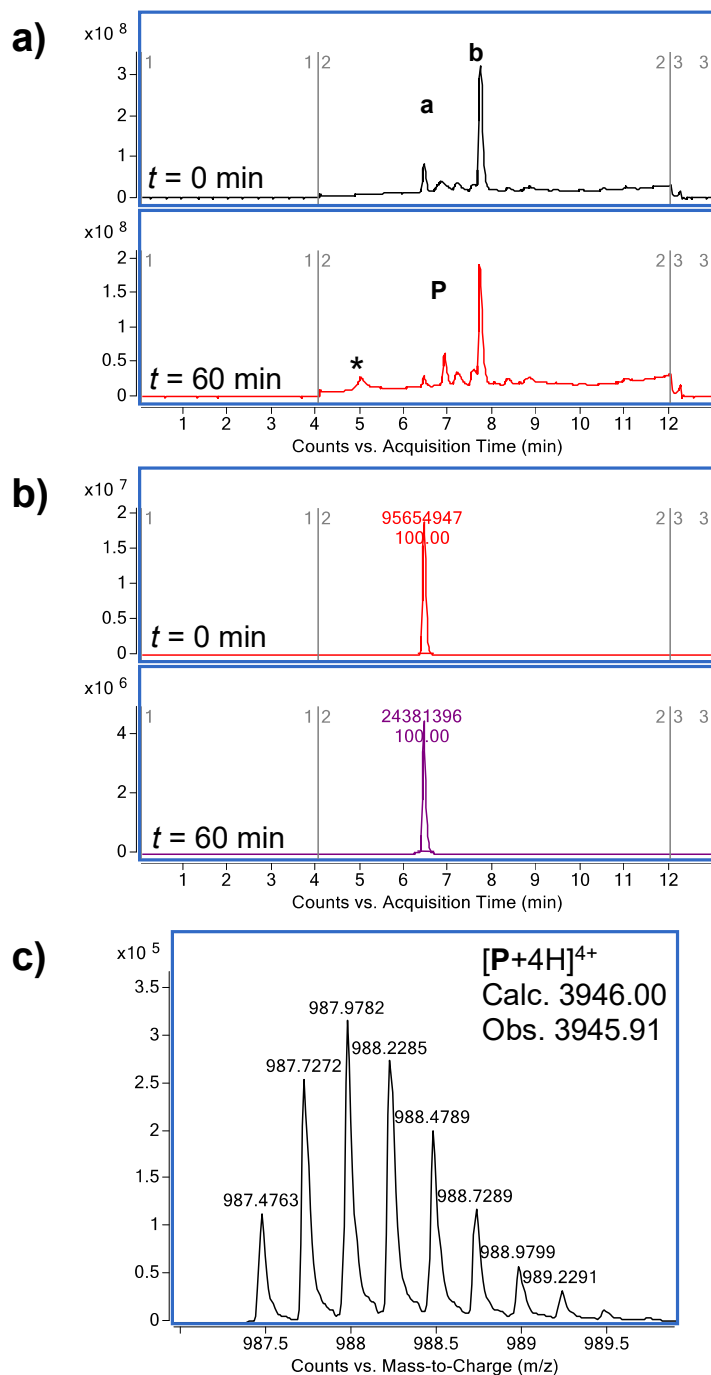 a)
x10 8
1 1 2 2 3 3
b
a
3
2
1
0
t = 0 min
x10 8
1 1 2 2 3 3
2
1.5
1
0.5
0
P
*
t = 60 min
1 2 3 4 5 6 7 8 9 10 11 12
Counts vs. Acquisition Time (min)
b)
x10 7
1 1 2 2 3 3
2
1.5
1
0.5
0
95654947
100.00
t = 0 min
x10 6
1 1 2 2 3 3
4
2
0
24381396
100.00
t = 60 min
1 2 3 4 5 6 7 8 9 10 11 12
Counts vs. Acquisition Time (min)
c)
x10 5
[P+4H]4+
Calc. 3946.00
Obs. 3945.91
3.5
3
2.5
2
1.5
1
0.5
0
987.9782
988.2285
987.7272
988.4789
988.7289
987.4763
988.9799
989.2291
987.5 988 988.5 989 989.5
Counts vs. Mass-to-Charge (m/z)